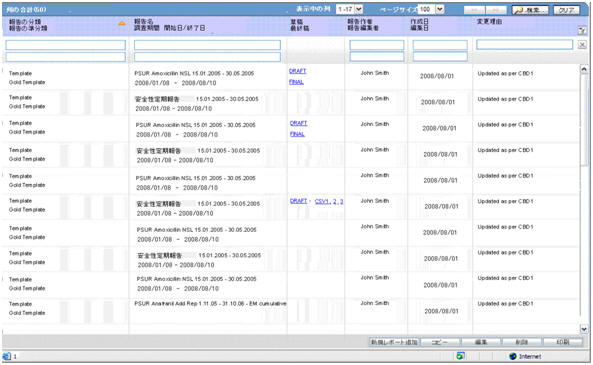 列の合計(50) 表示中の列 1 -17 ページサイズ 100 検索... クリア
報告の分類 報告名 草稿 報告作者 作成日 変更理由
報告の準分類 調査期間 開始日/終了日 最終稿 報告編集者 編集日
Template PSUR Amoxicillin NSL 15.01.2005 - 30.05.2005 DRAFT John Smith 2008/08/01 Updated as per CBD1
Gold Template 2008/01/08 - 2008/08/10 FINAL
Template 安全性定期報告 15.01.2005 - 30.05.2005 John Smith 2008/08/01 Updated as per CBD1
Gold Template 2008/01/08 - 2008/08/10
Template PSUR Amoxicillin NSL 15.01.2005 - 30.05.2005 DRAFT John Smith 2008/08/01 Updated as per CBD1
Gold Template 2008/01/08 - 2008/08/10 FINAL
Template 安全性定期報告 15.01.2005 - 30.05.2005 John Smith 2008/08/01 Updated as per CBD1
Gold Template 2008/01/08 - 2008/08/10
Template PSUR Amoxicillin NSL 15.01.2005 - 30.05.2005 John Smith 2008/08/01 Updated as per CBD1
Gold Template 2008/01/08 - 2008/08/10
Template 安全性定期報告 15.01.2005 - 30.05.2005 DRAFT - CSV1, 2, 3 John Smith 2008/08/01 Updated as per CBD1
Gold Template 2008/01/08 - 2008/08/10
Template PSUR Amoxicillin NSL 15.01.2005 - 30.05.2005 John Smith 2008/08/01 Updated as per CBD1
Gold Template 2008/01/08 - 2008/08/10
Template 安全性定期報告 15.01.2005 - 30.05.2005 John Smith 2008/08/01 Updated as per CBD1
Gold Template 2008/01/08 - 2008/08/10
Template PSUR Amoxicillin NSL 15.01.2005 - 30.05.2005 John Smith 2008/08/01 Updated as per CBD1
Gold Template 2008/01/08 - 2008/08/10
Template PSUR Anatranil Add Rep 1.11.05 - 31.10.06 - EM cumulative John Smith 2008/08/01 Updated as per CBD1
Gold Template
新規レポート追加 コピー 編集 削除 印刷
1 Internet